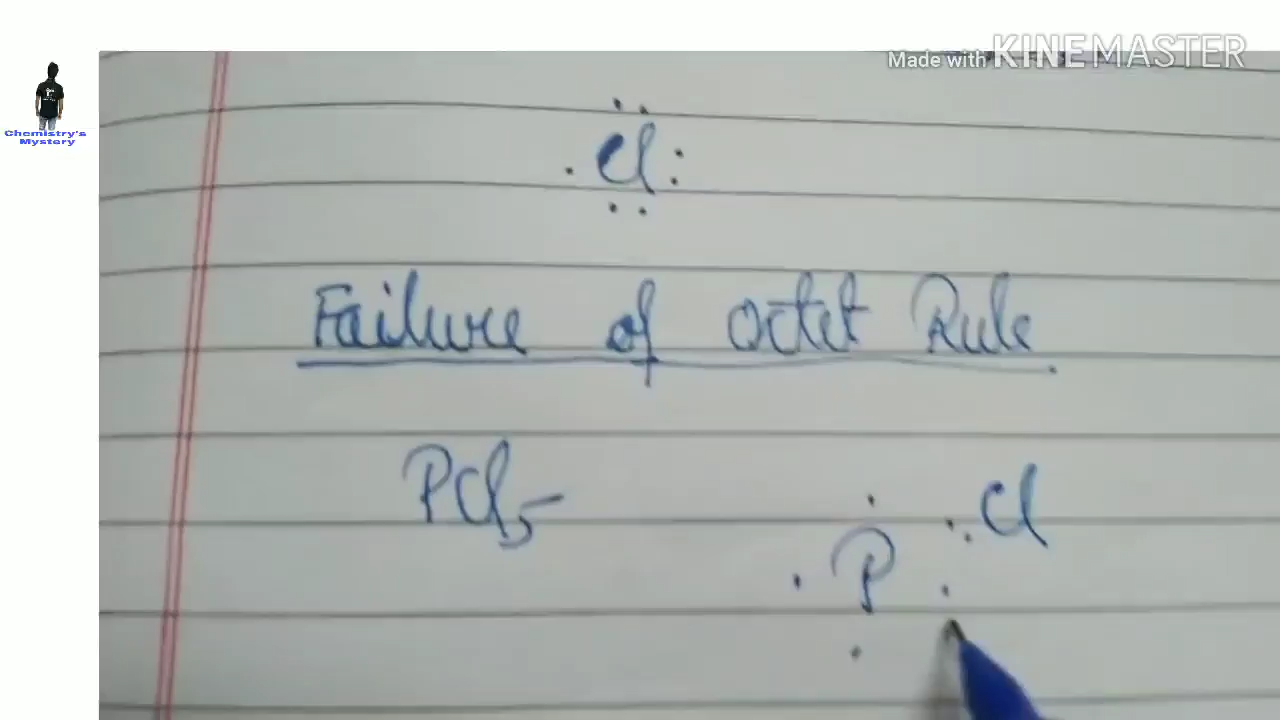 Made with KINEMASTER
Chemistry's
Mystery
Cl
Failure of Octet Rule
PCl5
Cl
P